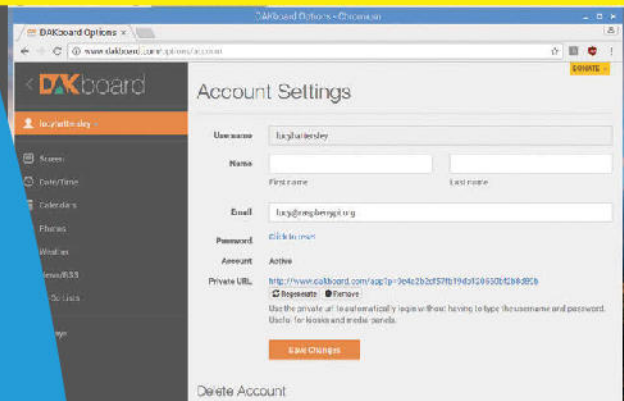 DAKboard Options - Chromium
DAKboard Options
www.dakboard.com/options/account
DONATE
DAKboard
Account Settings
lucyhattersley
Username
lucyhattersley
Screen
Name
Date/Time
First name
Last name
Calendars
Photos
Email
lucy@raspberrypi.org
Weather
Password
Click to reset
News/RSS
Account
Active
Private URL
Regenerate
Remove
Use the private url to automatically login without having to type the username and password.
Useful for kiosks and media panels.
Save Changes
Delete Account